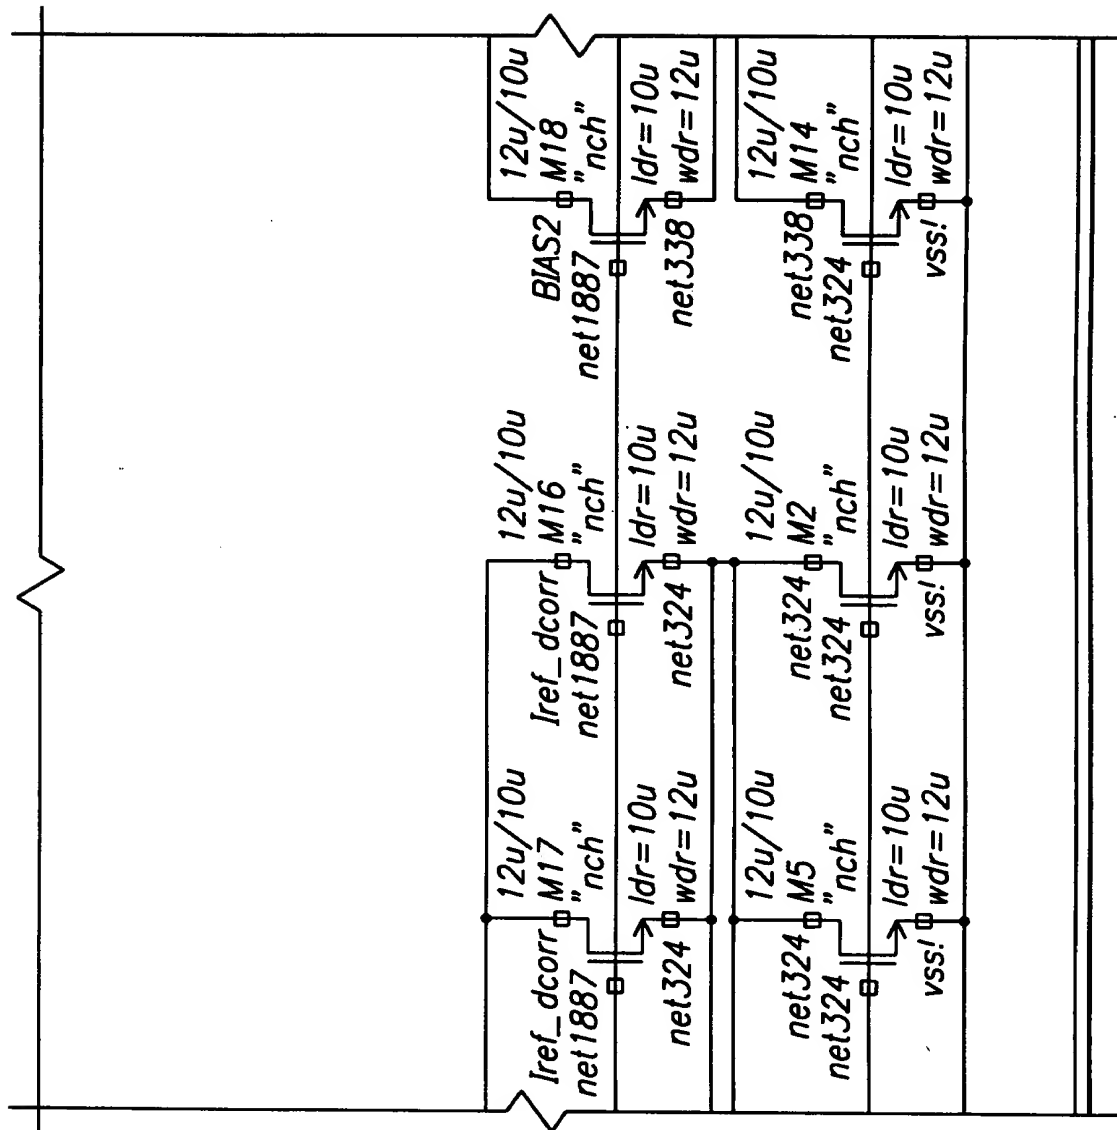 12u/10u
M18
"nch"
ldr=10u
wdr=12u
BIAS2
net1887
net338
12u/10u
M14
"nch"
ldr=10u
wdr=12u
net338
net324
vss!
12u/10u
M16
"nch"
ldr=10u
wdr=12u
Iref_dcorr
net1887
net324
12u/10u
M2
"nch"
ldr=10u
wdr=12u
net324
net324
vss!
12u/10u
M17
"nch"
ldr=10u
wdr=12u
Iref_dcorr
net1887
net324
12u/10u
M5
"nch"
ldr=10u
wdr=12u
net324
net324
vss!